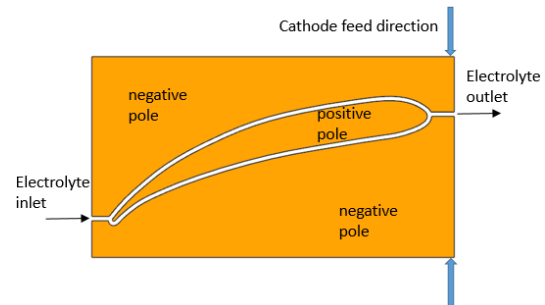 Cathode feed direction
Electrolyte
outlet
negative
pole
positive
pole
Electrolyte
inlet
negative
pole